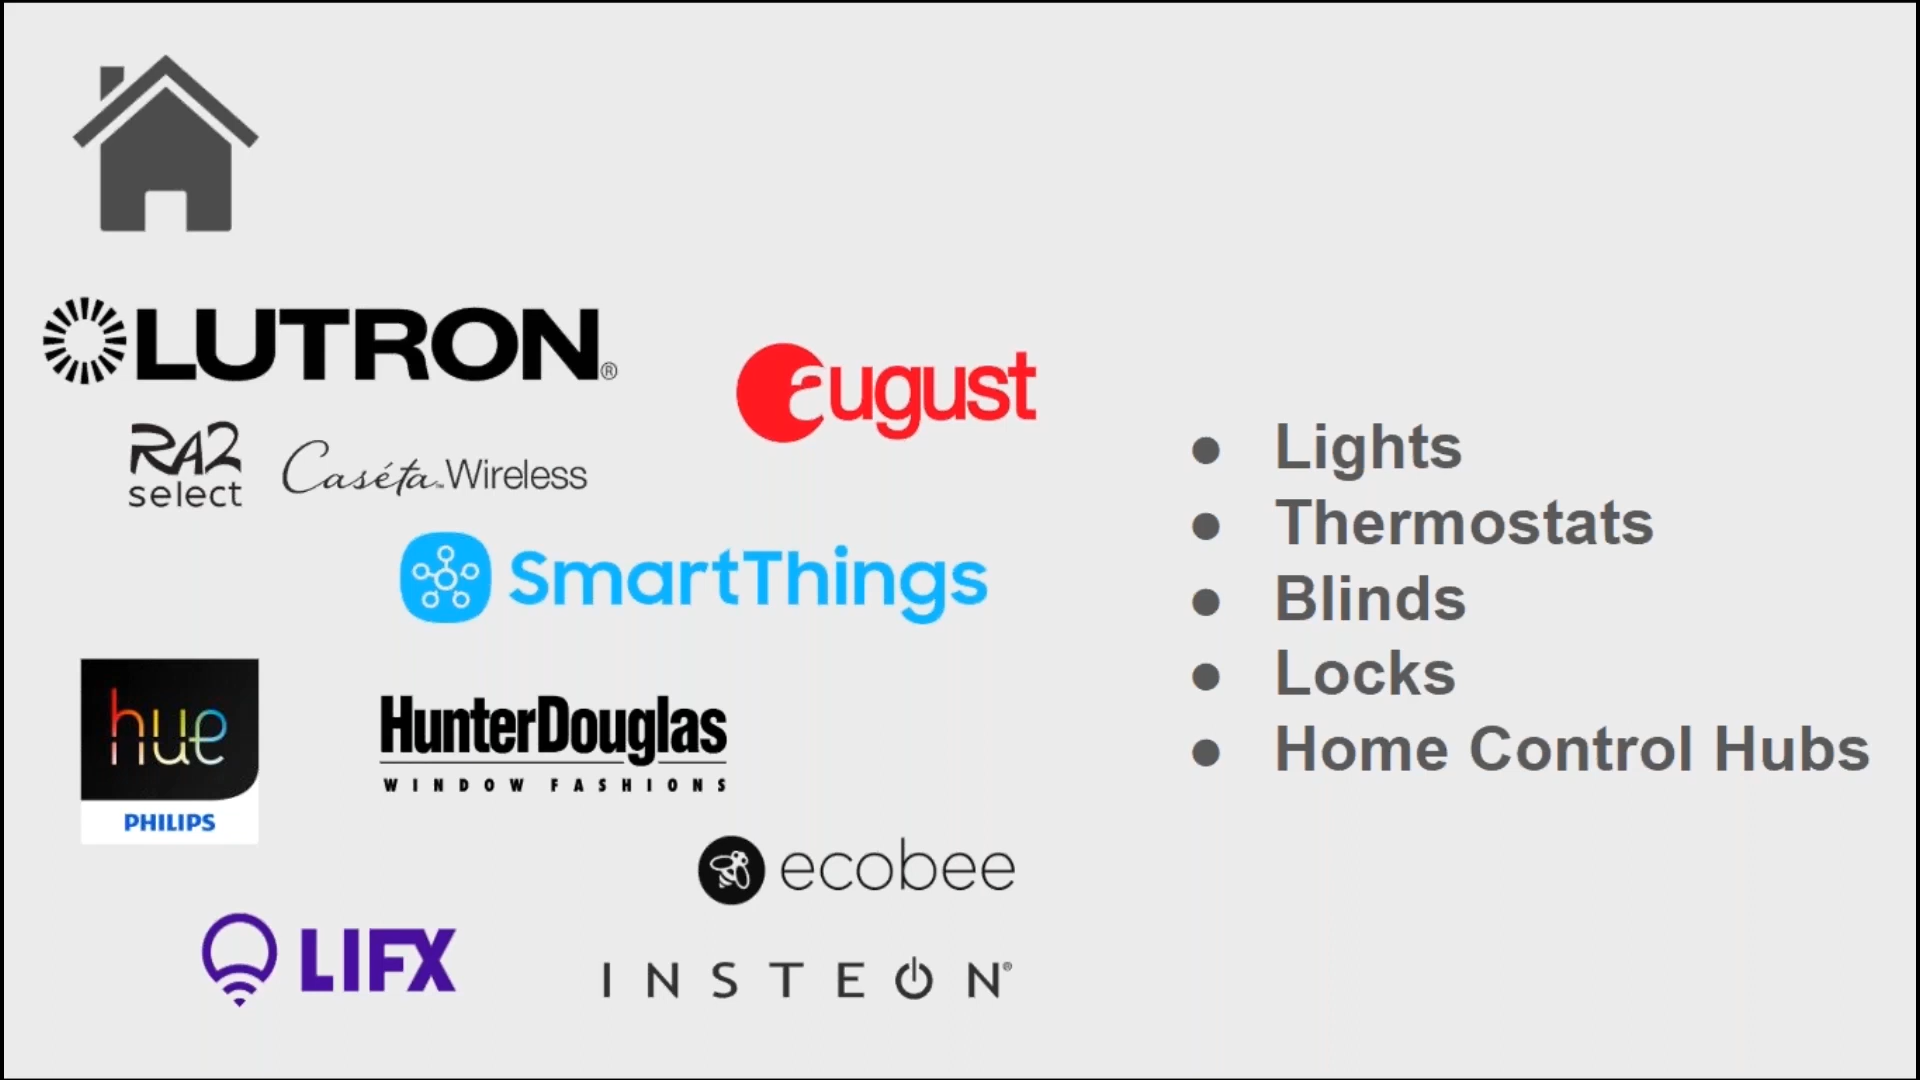 LUTRON®
RA2
select
Caséta™ Wireless
august
SmartThings
hue
PHILIPS
HunterDouglas
WINDOW FASHIONS
ecobee
LIFX
INSTEON®
● Lights
● Thermostats
● Blinds
● Locks
● Home Control Hubs